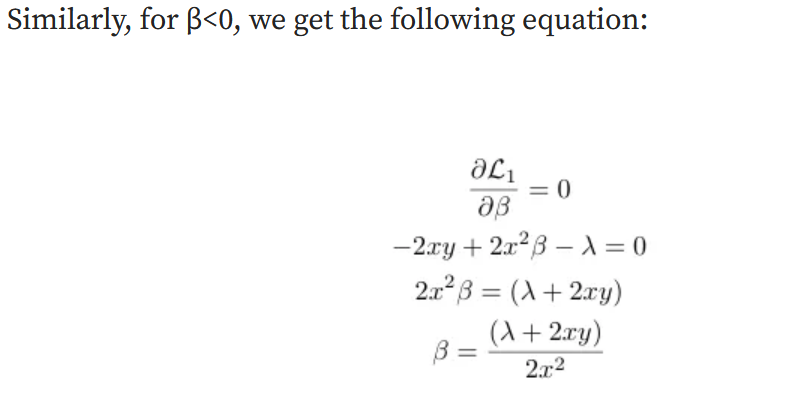 Similarly, for β<0, we get the following equation:
∂ℒ₁
∂β
= 0
−2xy + 2x²β − λ = 0
2x²β = (λ + 2xy)
β = (λ + 2xy)
2x²